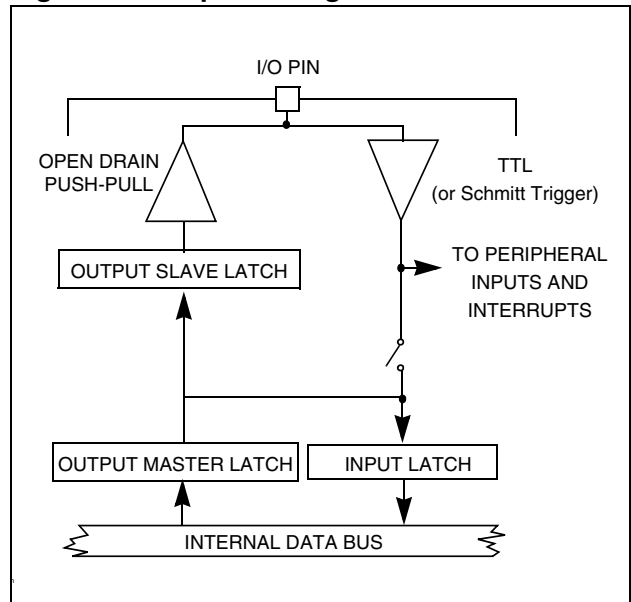 I/O PIN
OPEN DRAIN
PUSH-PULL
TTL
(or Schmitt Trigger)
OUTPUT SLAVE LATCH
TO PERIPHERAL
INPUTS AND
INTERRUPTS
OUTPUT MASTER LATCH
INPUT LATCH
INTERNAL DATA BUS